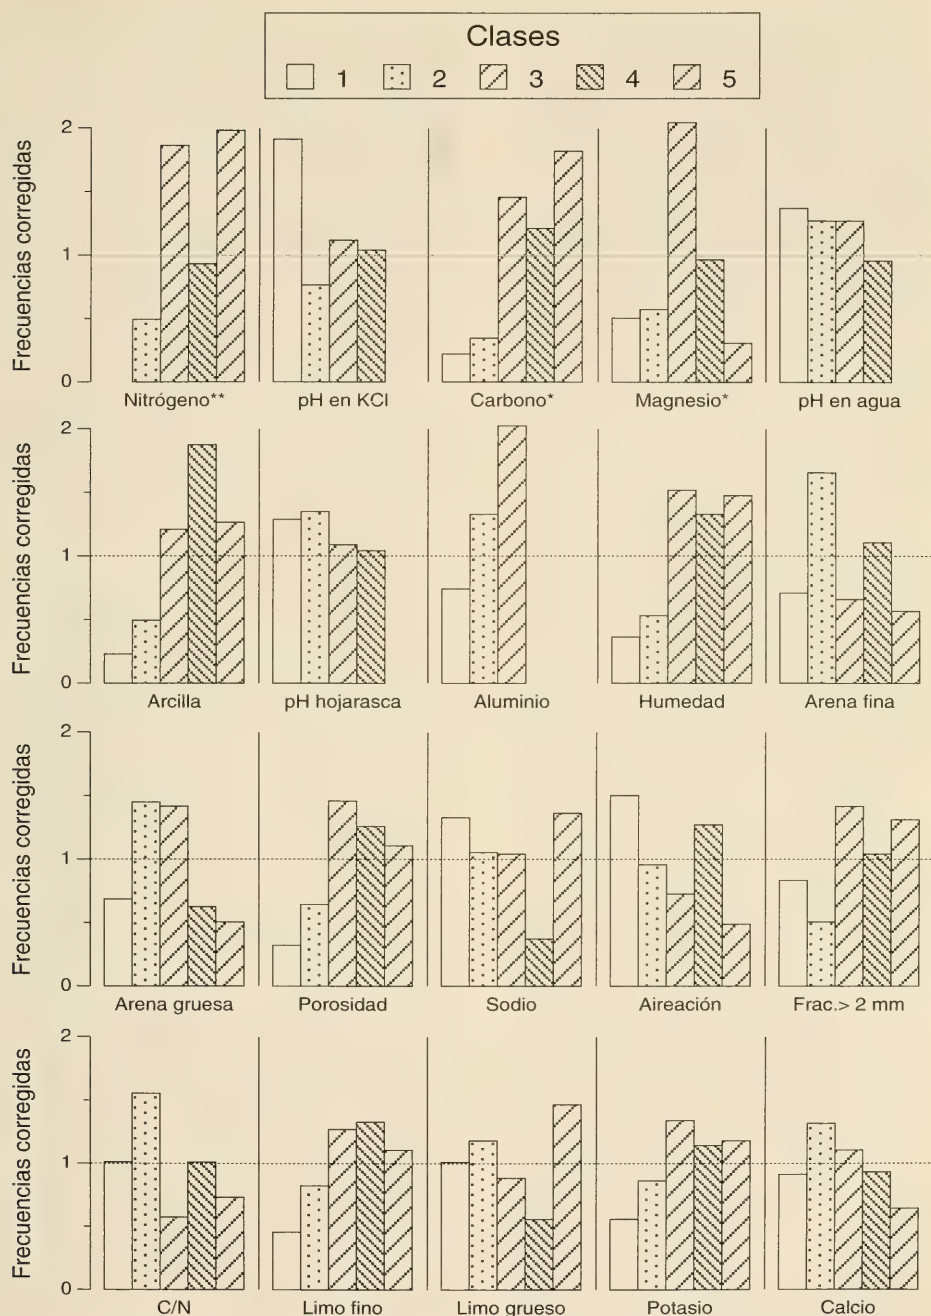 Clases
1 2 3 4 5
Frecuencias corregidas
2
1
0
Nitrógeno** pH en KCl Carbono* Magnesio* pH en agua
Frecuencias corregidas
2
1
0
Arcilla pH hojarasca Aluminio Humedad Arena fina
Frecuencias corregidas
2
1
0
Arena gruesa Porosidad Sodio Aireación Frac.> 2 mm
Frecuencias corregidas
2
1
0
C/N Limo fino Limo grueso Potasio Calcio